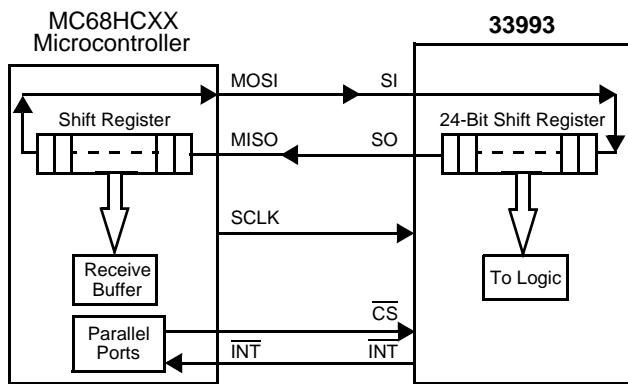 MC68HCXX
Microcontroller
33993
MOSI SI
Shift Register 24-Bit Shift Register
MISO SO
SCLK
Receive
Buffer
To Logic
CS
Parallel
Ports
INT INT